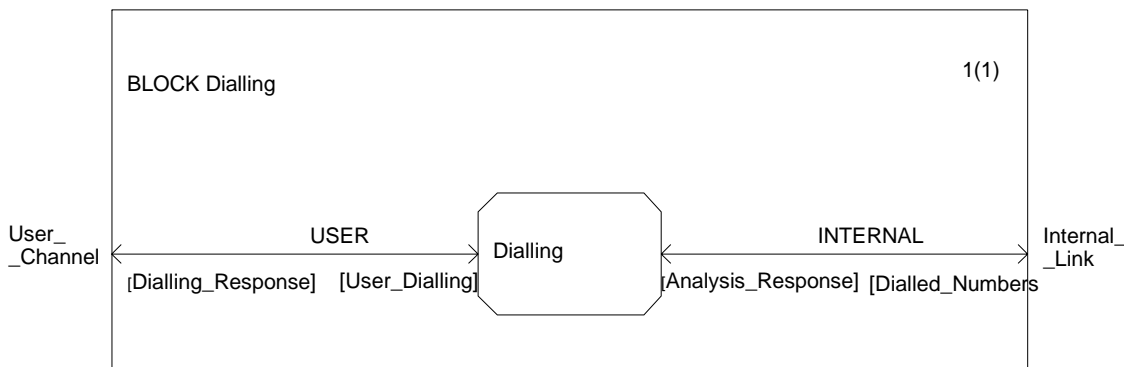 1(1)
BLOCK Dialling
User_
_Channel
USER
Dialling
INTERNAL
Internal_
_Link
[Dialling_Response]
[User_Dialling]
[Analysis_Response]
[Dialled_Numbers